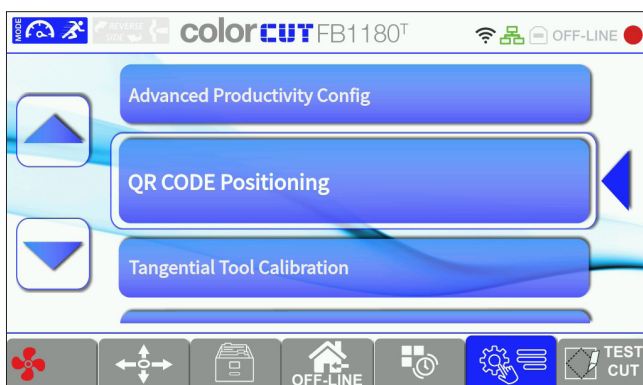 MODE
REVERSE
SIDE
colorCUT FB1180T
OFF-LINE
Advanced Productivity Config
QR CODE Positioning
Tangential Tool Calibration
OFF-LINE
TEST
CUT